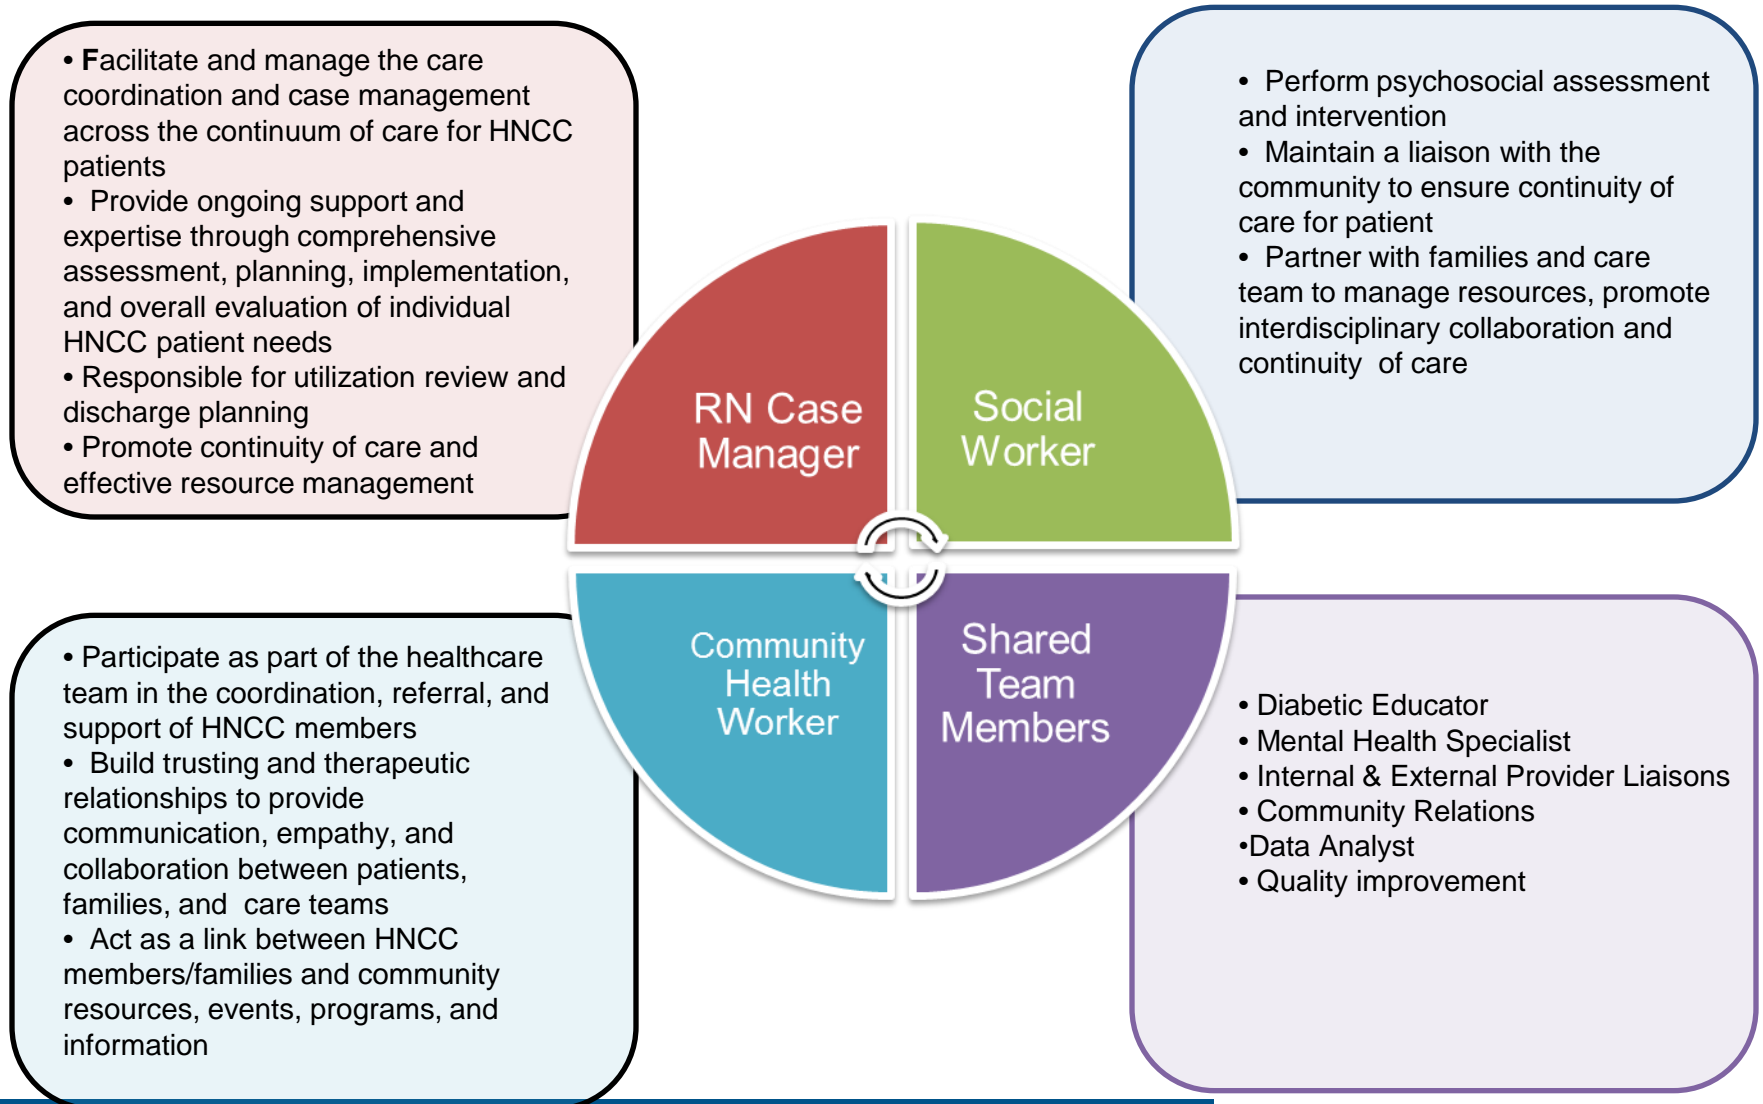 • Facilitate and manage the care
coordination and case management
across the continuum of care for HNCC
patients
• Provide ongoing support and
expertise through comprehensive
assessment, planning, implementation,
and overall evaluation of individual
HNCC patient needs
• Responsible for utilization review and
discharge planning
• Promote continuity of care and
effective resource management
• Perform psychosocial assessment
and intervention
• Maintain a liaison with the
community to ensure continuity of
care for patient
• Partner with families and care
team to manage resources, promote
interdisciplinary collaboration and
continuity of care
RN Case
Manager
Social
Worker
Community
Health
Worker
Shared
Team
Members
• Participate as part of the healthcare
team in the coordination, referral, and
support of HNCC members
• Build trusting and therapeutic
relationships to provide
communication, empathy, and
collaboration between patients,
families, and care teams
• Act as a link between HNCC
members/families and community
resources, events, programs, and
information
• Diabetic Educator
• Mental Health Specialist
• Internal & External Provider Liaisons
• Community Relations
•Data Analyst
• Quality improvement